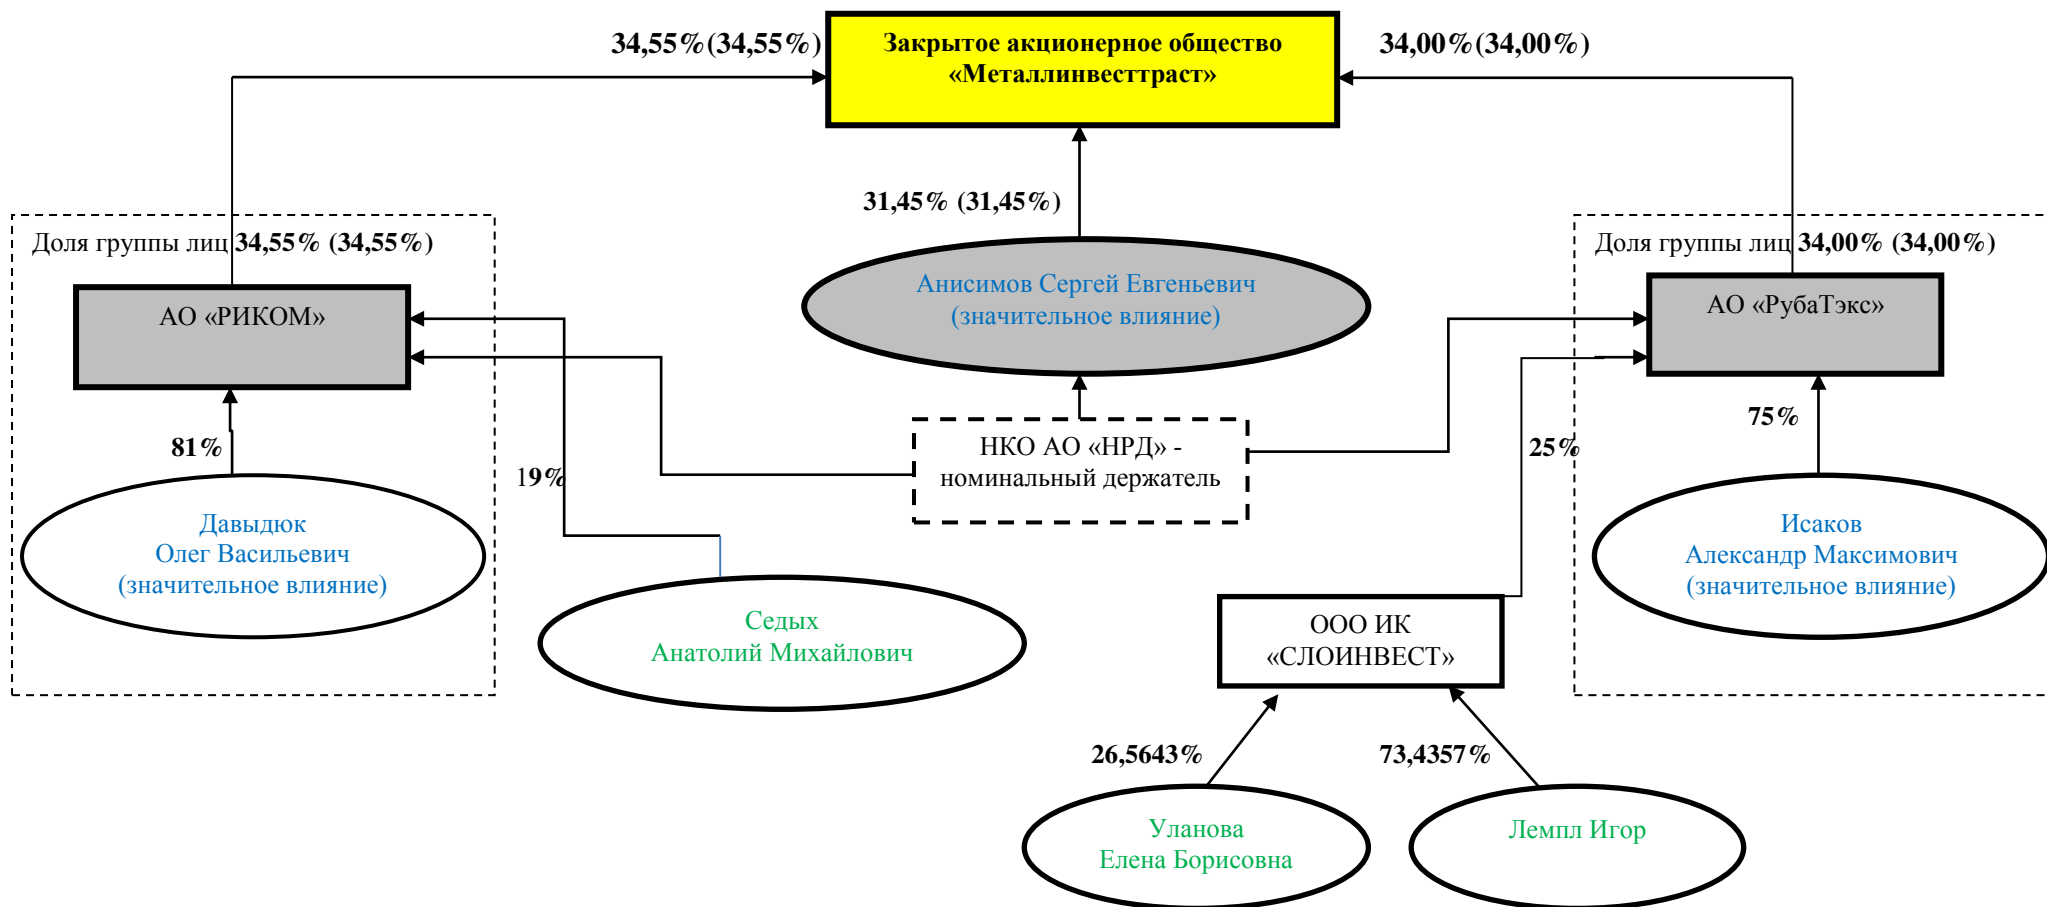 34,55%(34,55%)
Закрытое акционерное общество
«Металлинвесттраст»
34,00%(34,00%)
31,45% (31,45%)
Доля группы лиц 34,55% (34,55%)
Доля группы лиц 34,00% (34,00%)
АО «РИКОМ»
Анисимов Сергей Евгеньевич
(значительное влияние)
АО «РубаТэкс»
81%
19%
НКО АО «НРД» -
номинальный держатель
25%
75%
Давыдюк
Олег Васильевич
(значительное влияние)
Исаков
Александр Максимович
(значительное влияние)
Седых
Анатолий Михайлович
ООО ИК
«СЛОИНВЕСТ»
26,5643%
73,4357%
Уланова
Елена Борисовна
Лемпл Игор